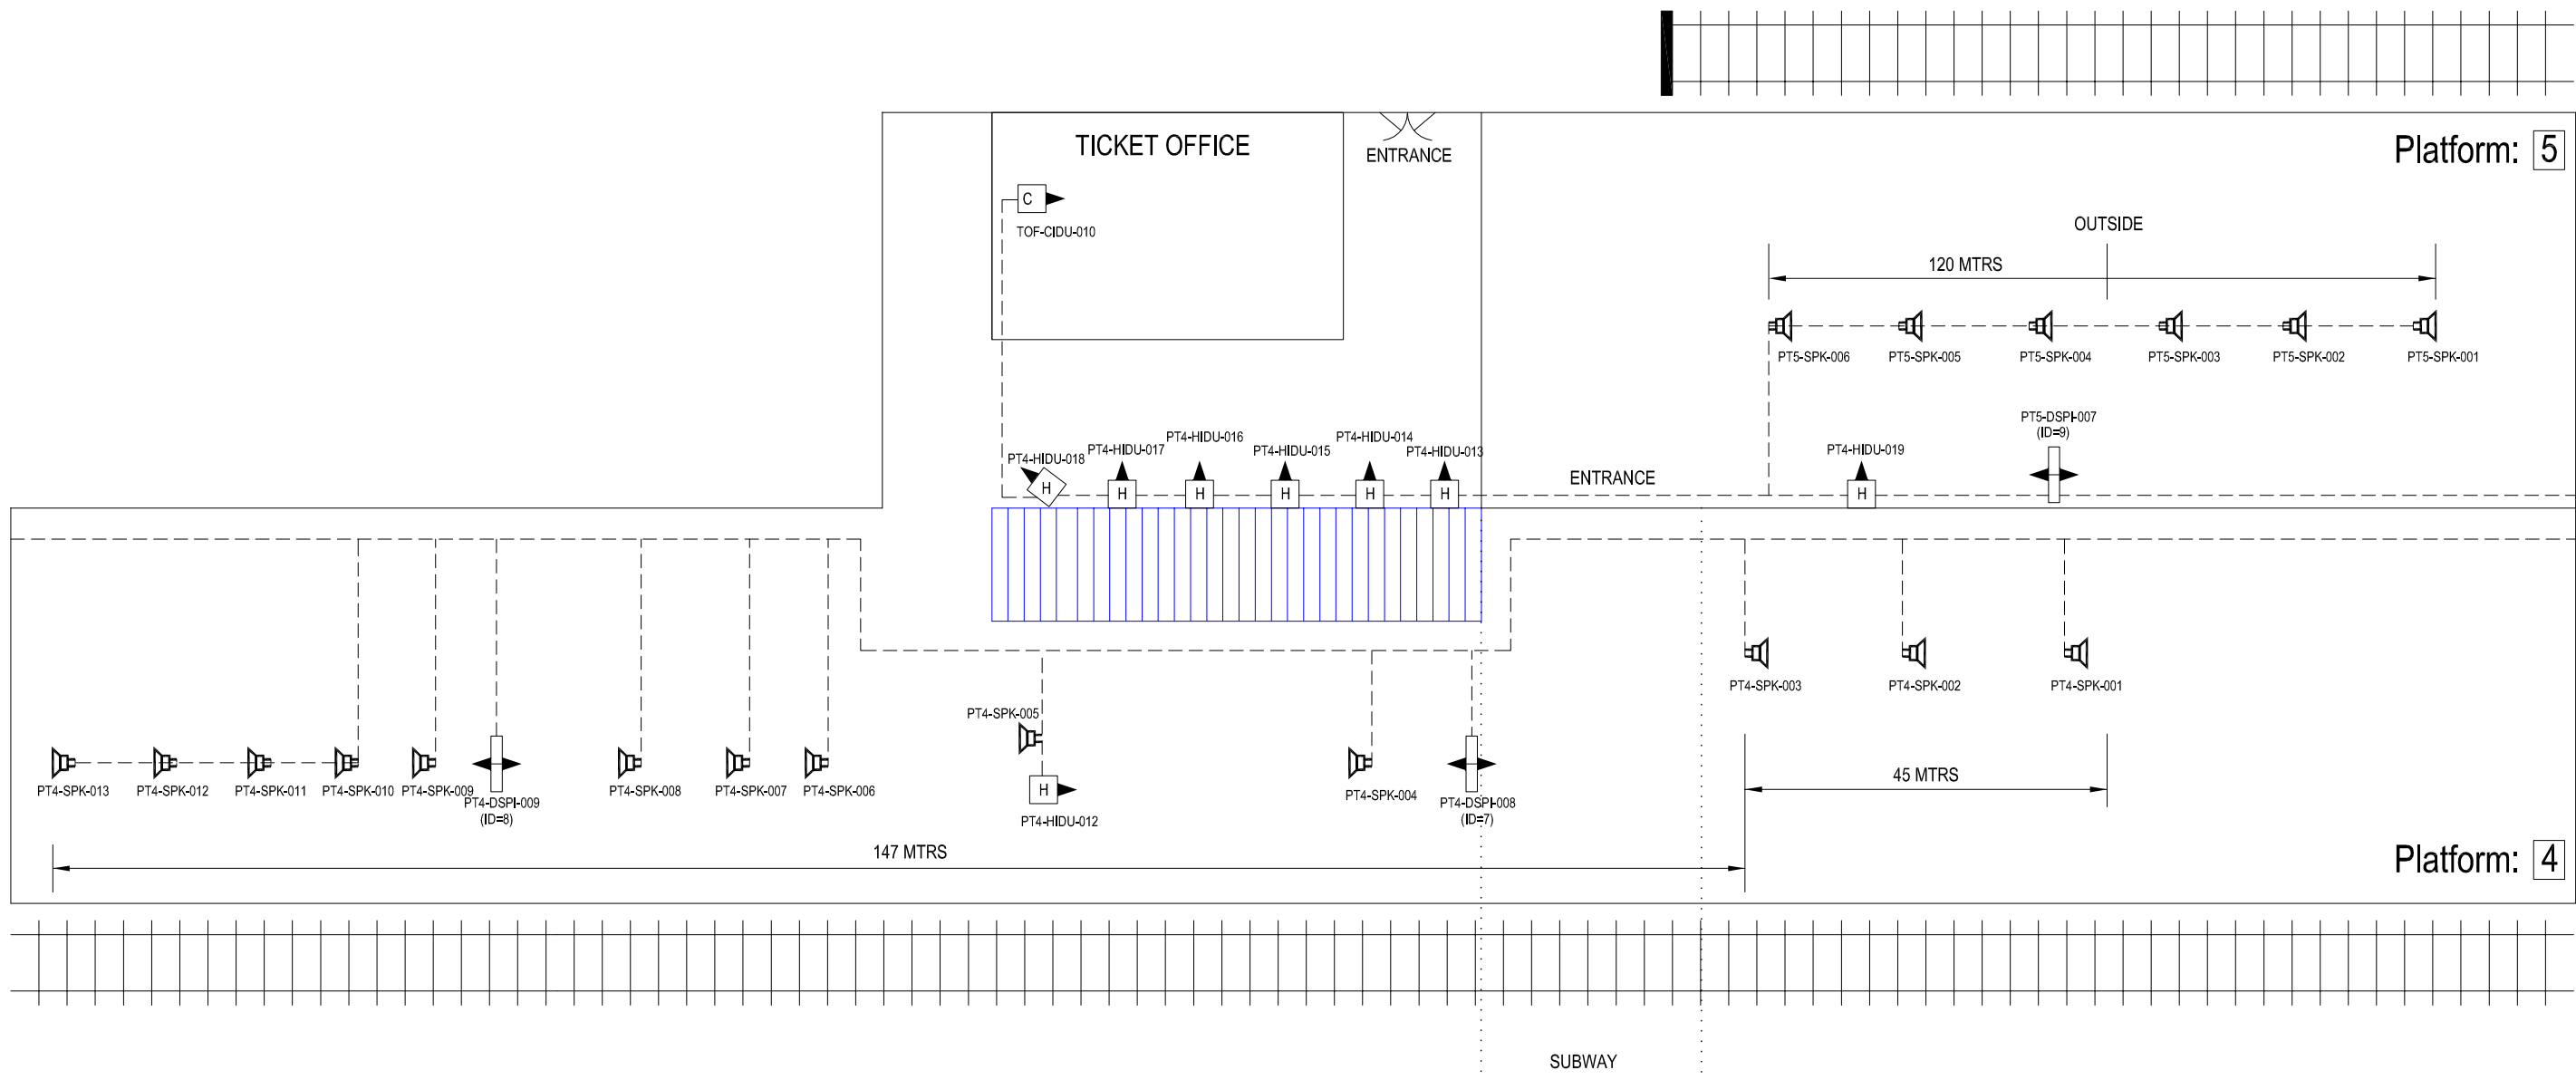 TICKET OFFICE
ENTRANCE
Platform: 5
C
TOF-CIDU-010
OUTSIDE
120 MTRS
PT5-SPK-006
PT5-SPK-005
PT5-SPK-004
PT5-SPK-003
PT5-SPK-002
PT5-SPK-001
PT5-DSPI-007
(ID=9)
PT4-HIDU-018
PT4-HIDU-017
PT4-HIDU-016
PT4-HIDU-015
PT4-HIDU-014
PT4-HIDU-013
PT4-HIDU-019
ENTRANCE
H
H
H
H
H
H
H
PT4-SPK-003
PT4-SPK-002
PT4-SPK-001
PT4-SPK-005
PT4-SPK-013
PT4-SPK-012
PT4-SPK-011
PT4-SPK-010
PT4-SPK-009
PT4-DSPI-009
(ID=8)
PT4-SPK-008
PT4-SPK-007
PT4-SPK-006
H
PT4-HIDU-012
PT4-SPK-004
PT4-DSPI-008
(ID=7)
45 MTRS
147 MTRS
Platform: 4
SUBWAY